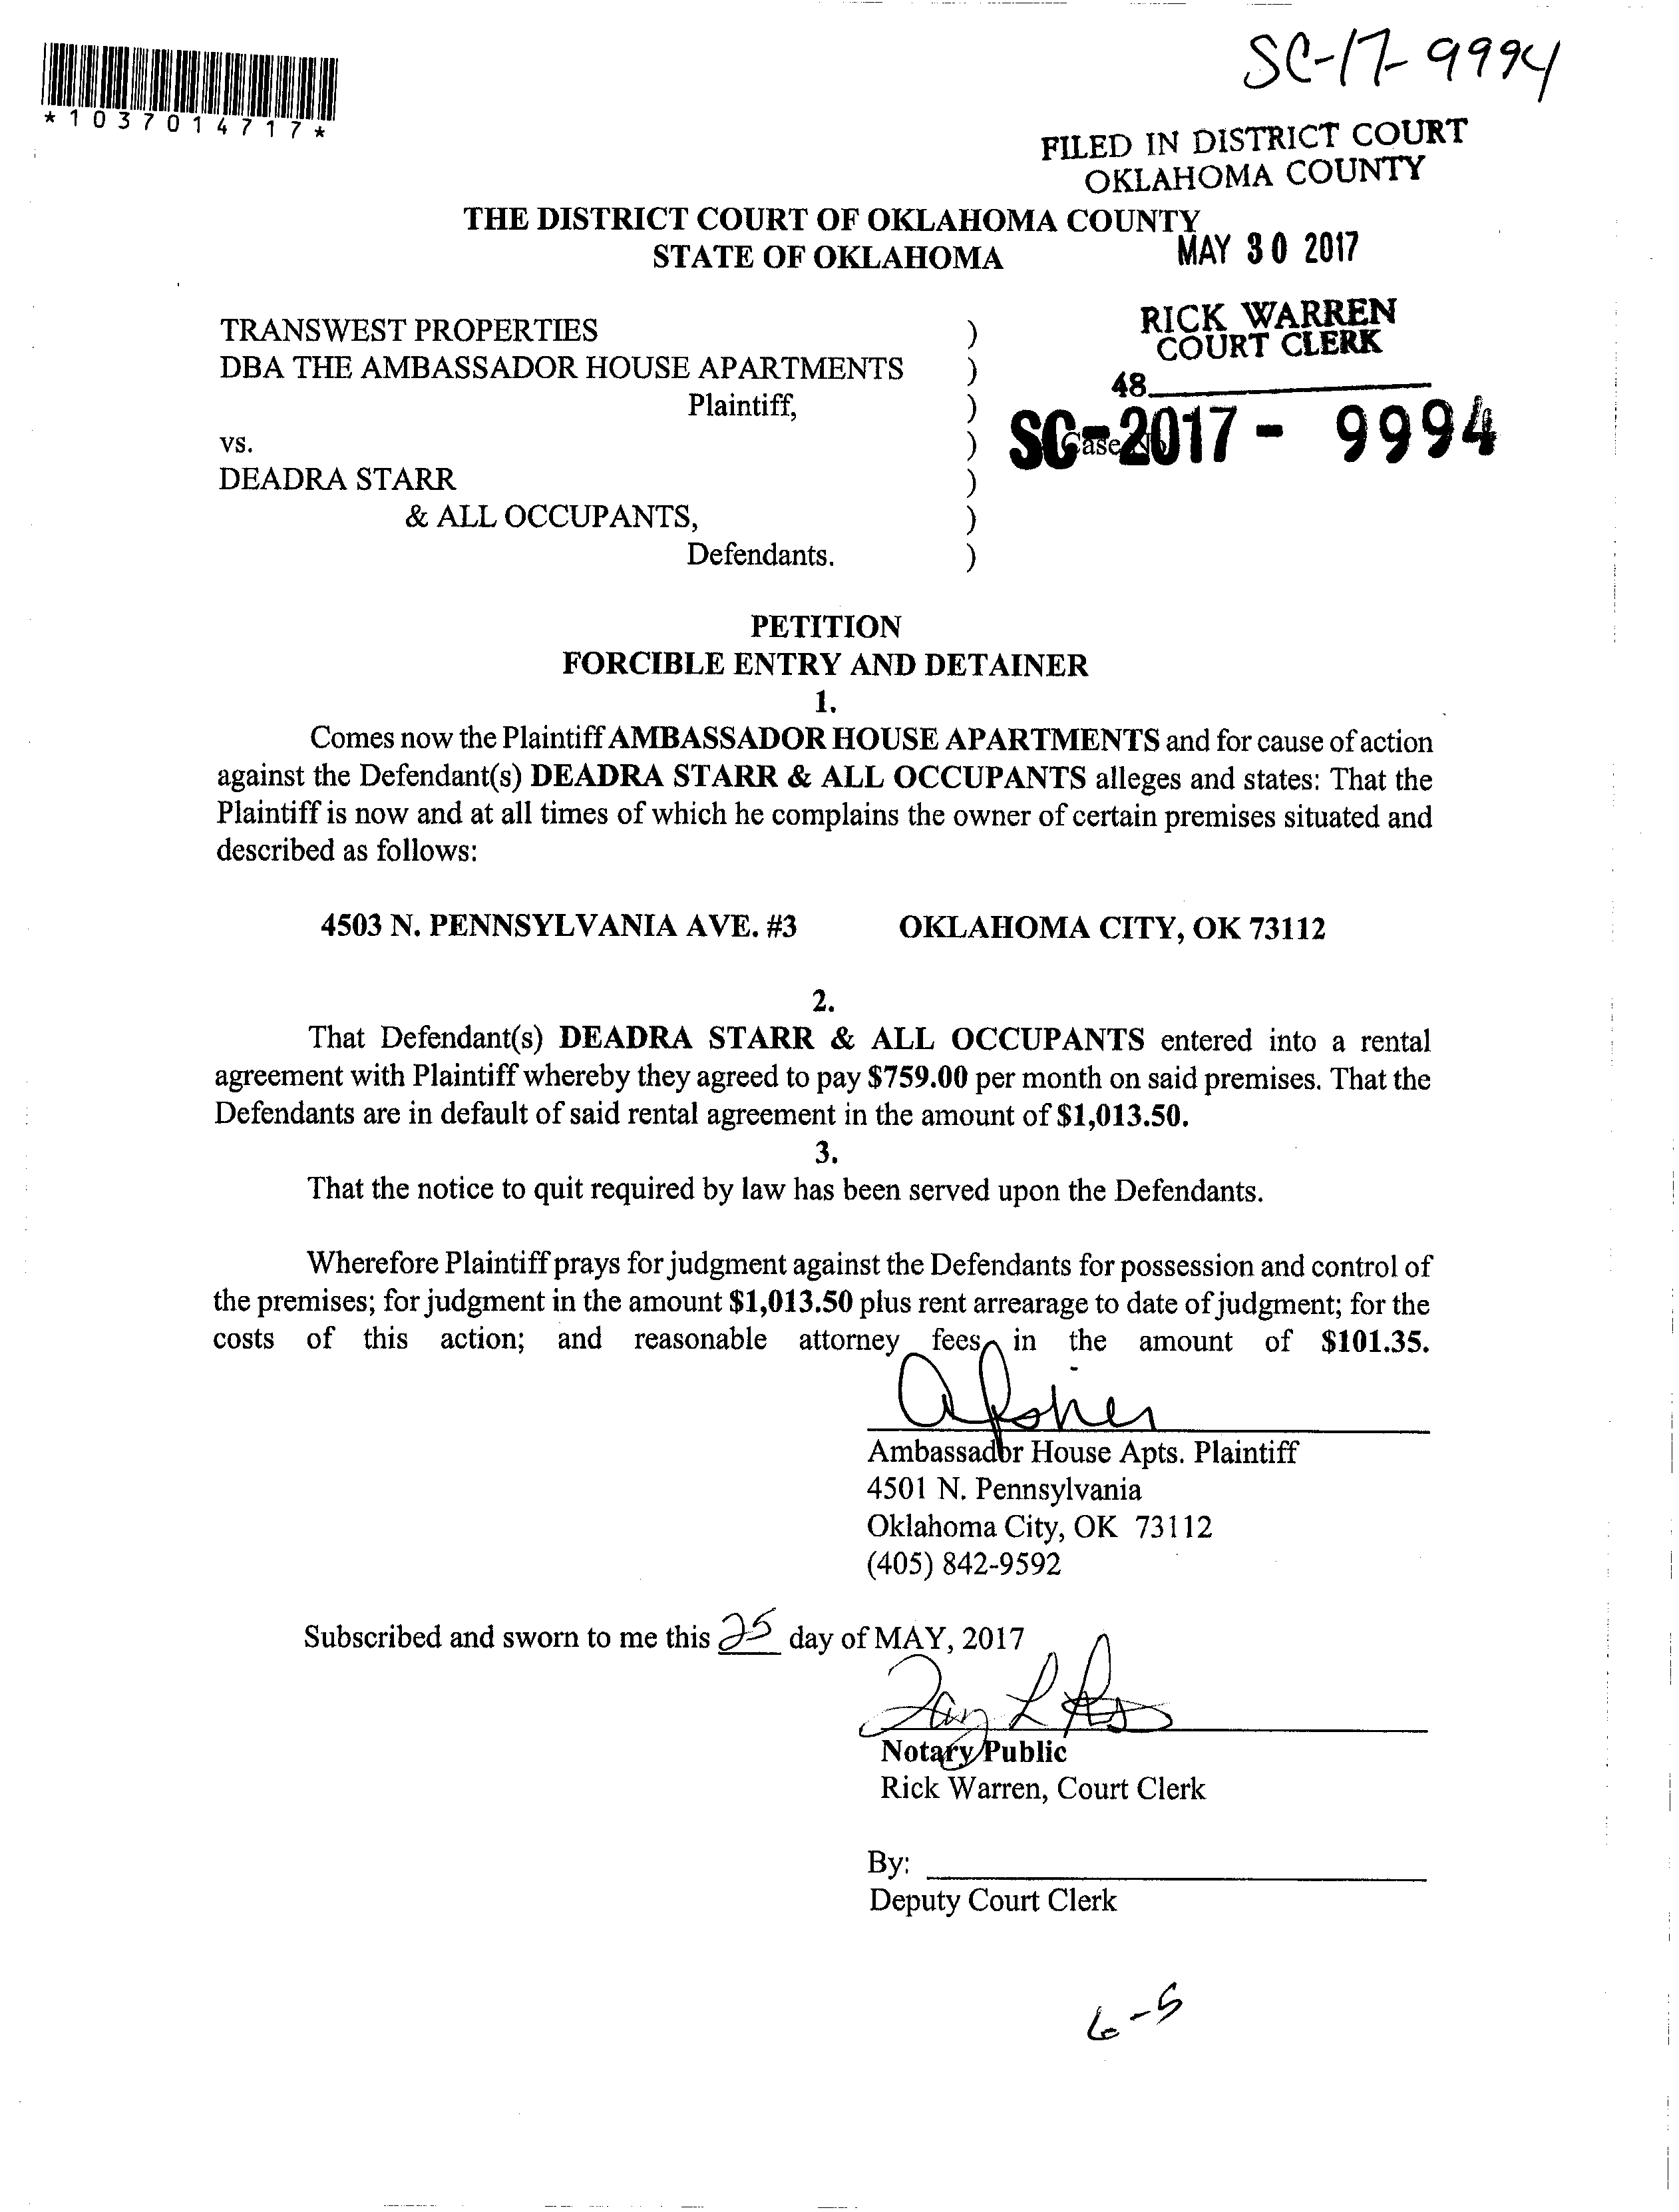 SC-17-9994
*1037014717*
FILED IN DISTRICT COURT
OKLAHOMA COUNTY
THE DISTRICT COURT OF OKLAHOMA COUNTY
STATE OF OKLAHOMA
MAY 30 2017
RICK WARREN
COURT CLERK
48
TRANSWEST PROPERTIES )
DBA THE AMBASSADOR HOUSE APARTMENTS )
Plaintiff, )
vs. ) Case No. SC-2017- 9994
DEADRA STARR )
& ALL OCCUPANTS, )
Defendants. )
PETITION
FORCIBLE ENTRY AND DETAINER
1.
Comes now the Plaintiff AMBASSADOR HOUSE APARTMENTS and for cause of action
against the Defendant(s) DEADRA STARR & ALL OCCUPANTS alleges and states: That the
Plaintiff is now and at all times of which he complains the owner of certain premises situated and
described as follows:
4503 N. PENNSYLVANIA AVE. #3 OKLAHOMA CITY, OK 73112
2.
That Defendant(s) DEADRA STARR & ALL OCCUPANTS entered into a rental
agreement with Plaintiff whereby they agreed to pay $759.00 per month on said premises. That the
Defendants are in default of said rental agreement in the amount of $1,013.50.
3.
That the notice to quit required by law has been served upon the Defendants.
Wherefore Plaintiff prays for judgment against the Defendants for possession and control of
the premises; for judgment in the amount $1,013.50 plus rent arrearage to date of judgment; for the
costs of this action; and reasonable attorney fees in the amount of $101.35.
Ambassador House Apts. Plaintiff
4501 N. Pennsylvania
Oklahoma City, OK 73112
(405) 842-9592
Subscribed and sworn to me this 25 day of MAY, 2017
Notary Public
Rick Warren, Court Clerk
By:
Deputy Court Clerk
6-5